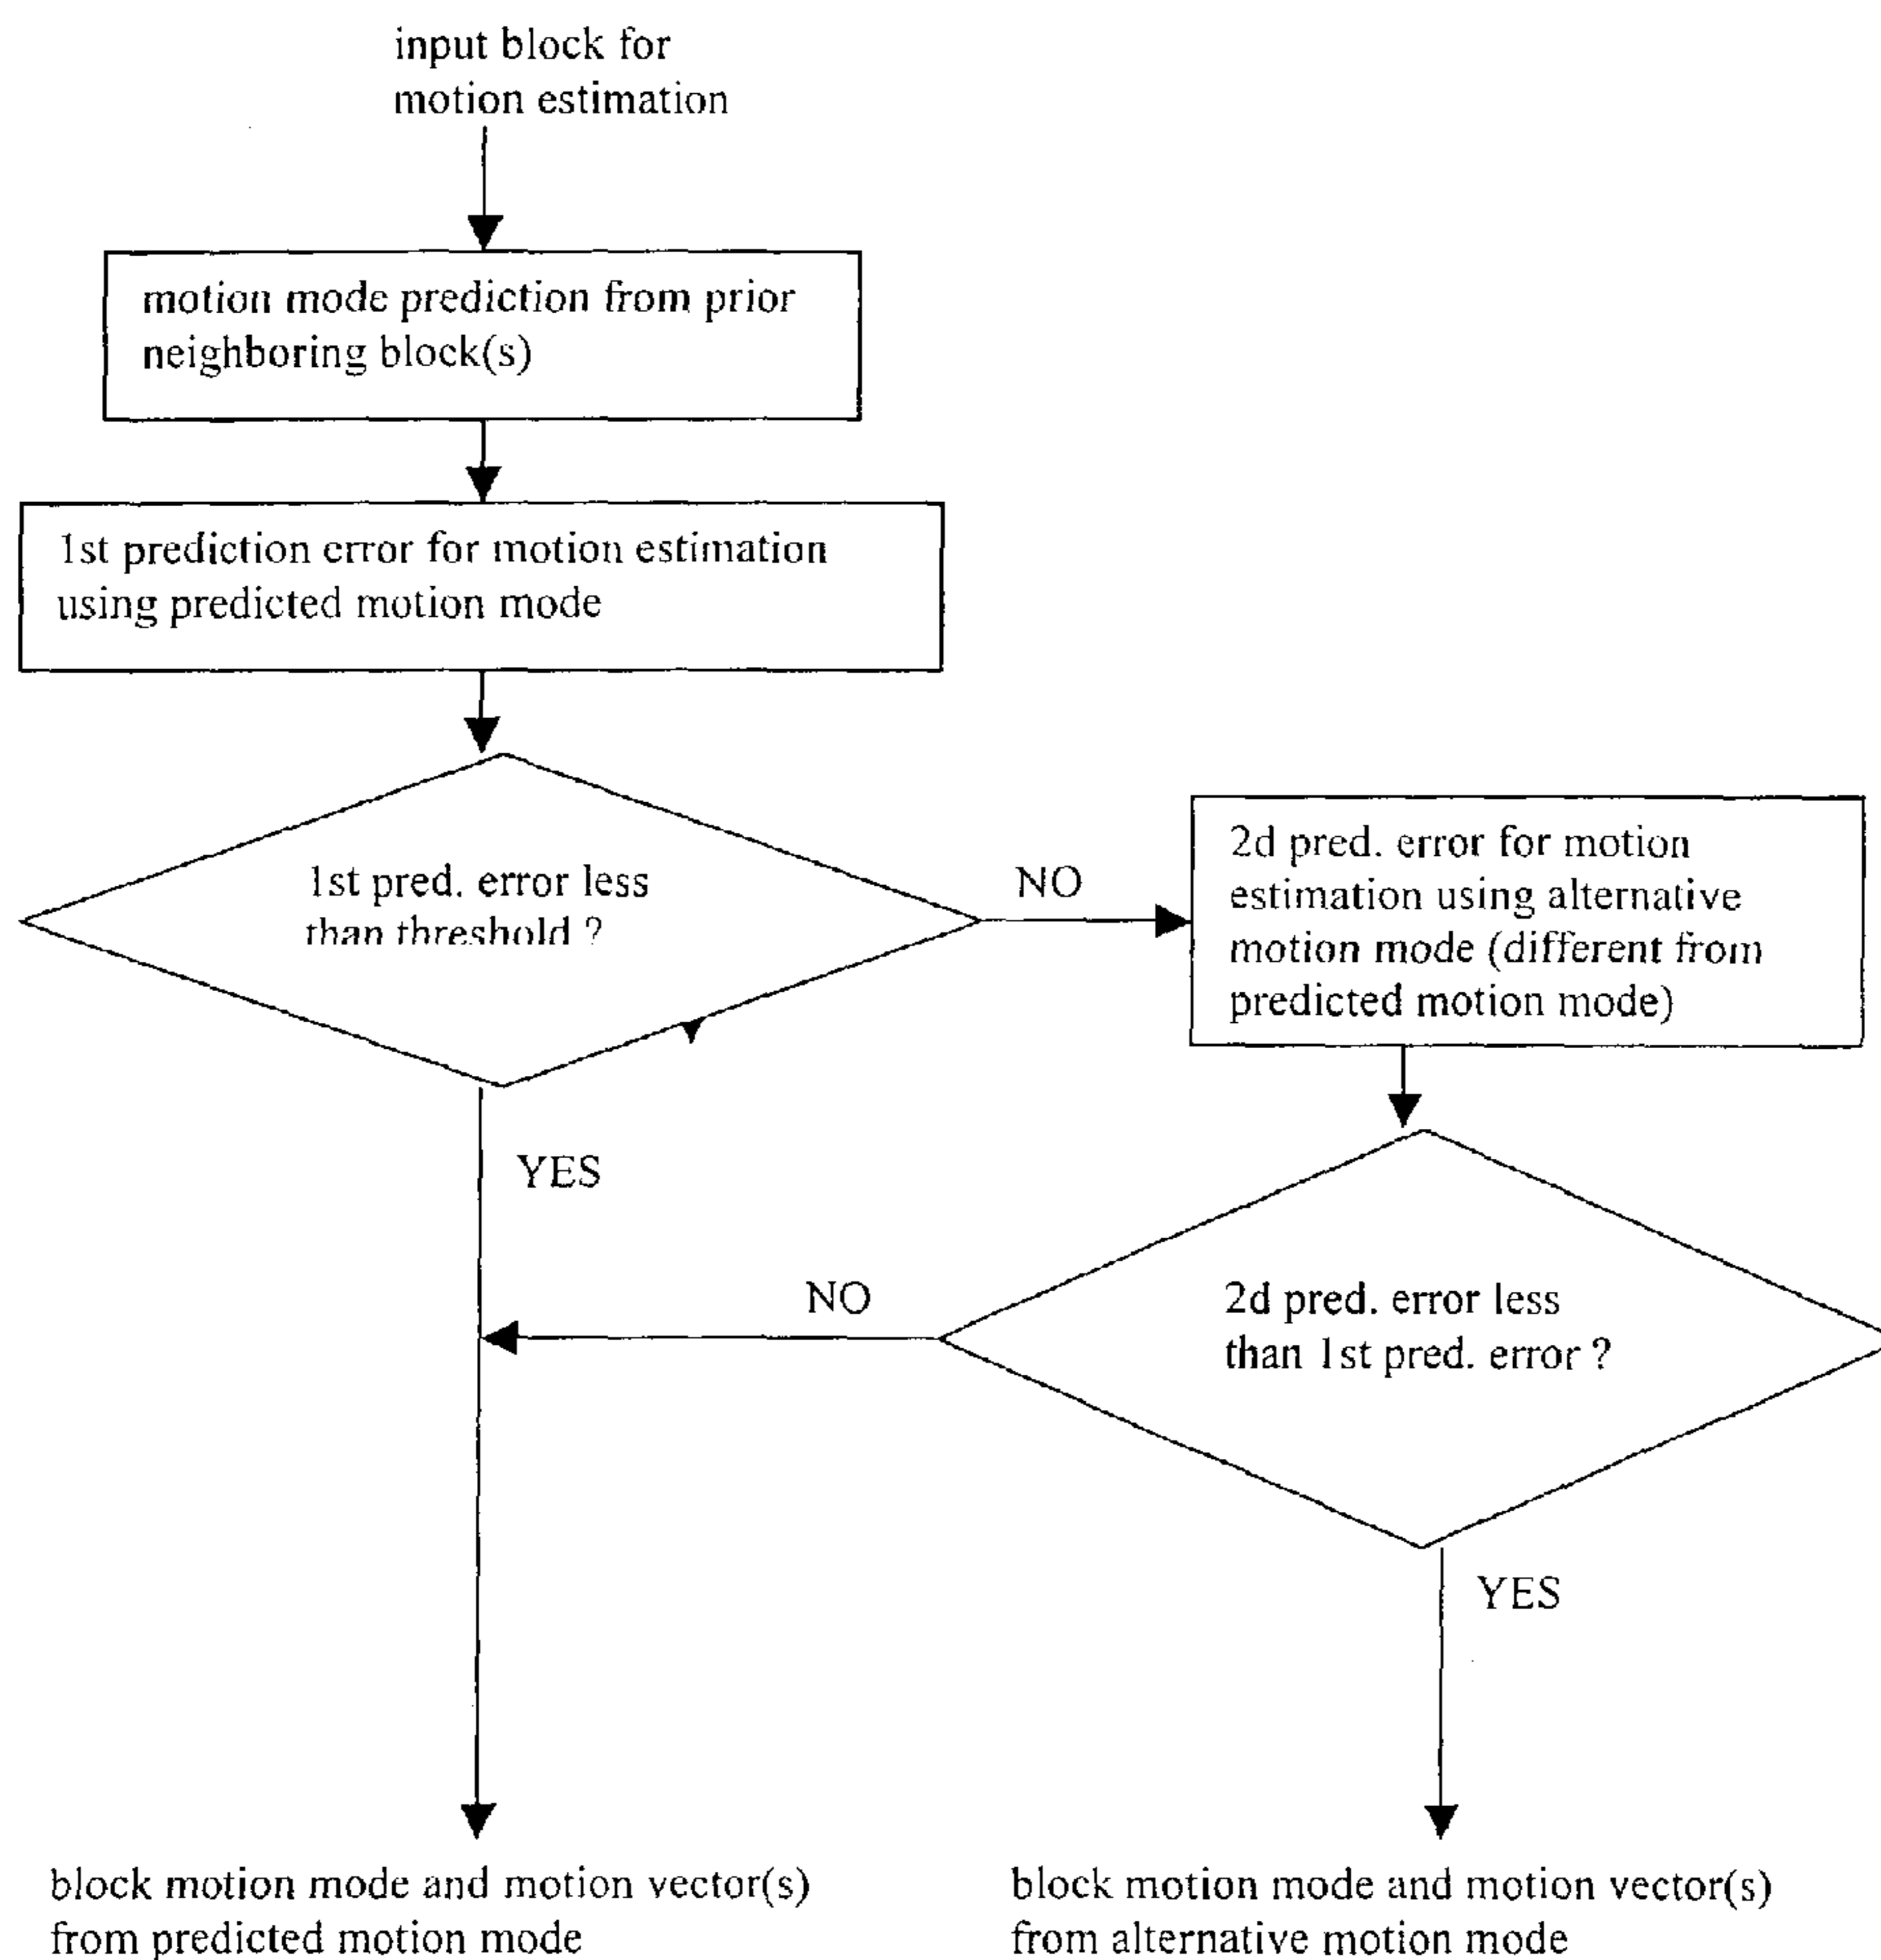 input block for
motion estimation
motion mode prediction from prior
neighboring block(s)
1st prediction error for motion estimation
using predicted motion mode
1st pred. error less
than threshold ?
NO
2d pred. error for motion
estimation using alternative
motion mode (different from
predicted motion mode)
YES
NO
2d pred. error less
than 1st pred. error ?
YES
block motion mode and motion vector(s)
from predicted motion mode
block motion mode and motion vector(s)
from alternative motion mode